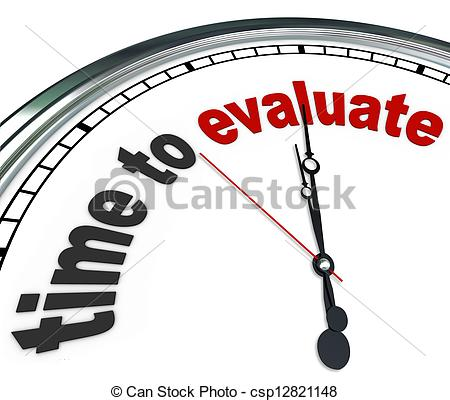 time to
evaluate
© Can Stock Photo
© Can Stock Photo - csp12821148